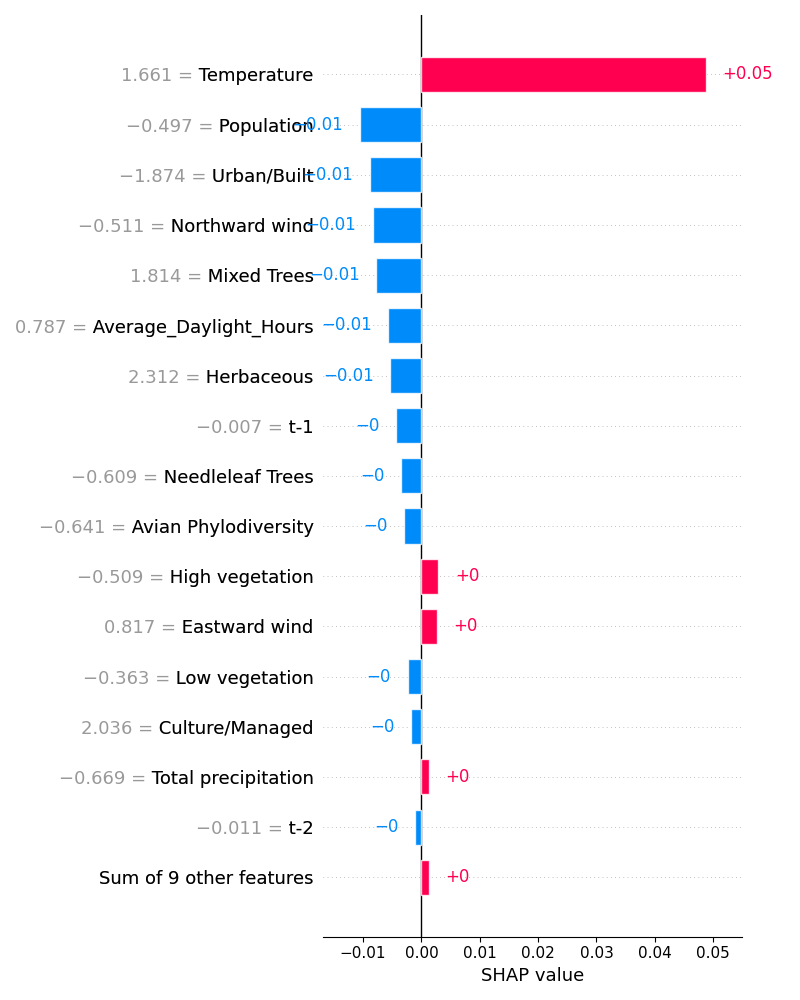 1.661 = Temperature +0.05
−0.497 = Population −0.01
−1.874 = Urban/Built −0.01
−0.511 = Northward wind −0.01
1.814 = Mixed Trees −0.01
0.787 = Average_Daylight_Hours −0.01
2.312 = Herbaceous −0.01
−0.007 = t-1 −0
−0.609 = Needleleaf Trees −0
−0.641 = Avian Phylodiversity −0
−0.509 = High vegetation +0
0.817 = Eastward wind +0
−0.363 = Low vegetation −0
2.036 = Culture/Managed −0
−0.669 = Total precipitation +0
−0.011 = t-2 −0
Sum of 9 other features +0
−0.01 0.00 0.01 0.02 0.03 0.04 0.05
SHAP value